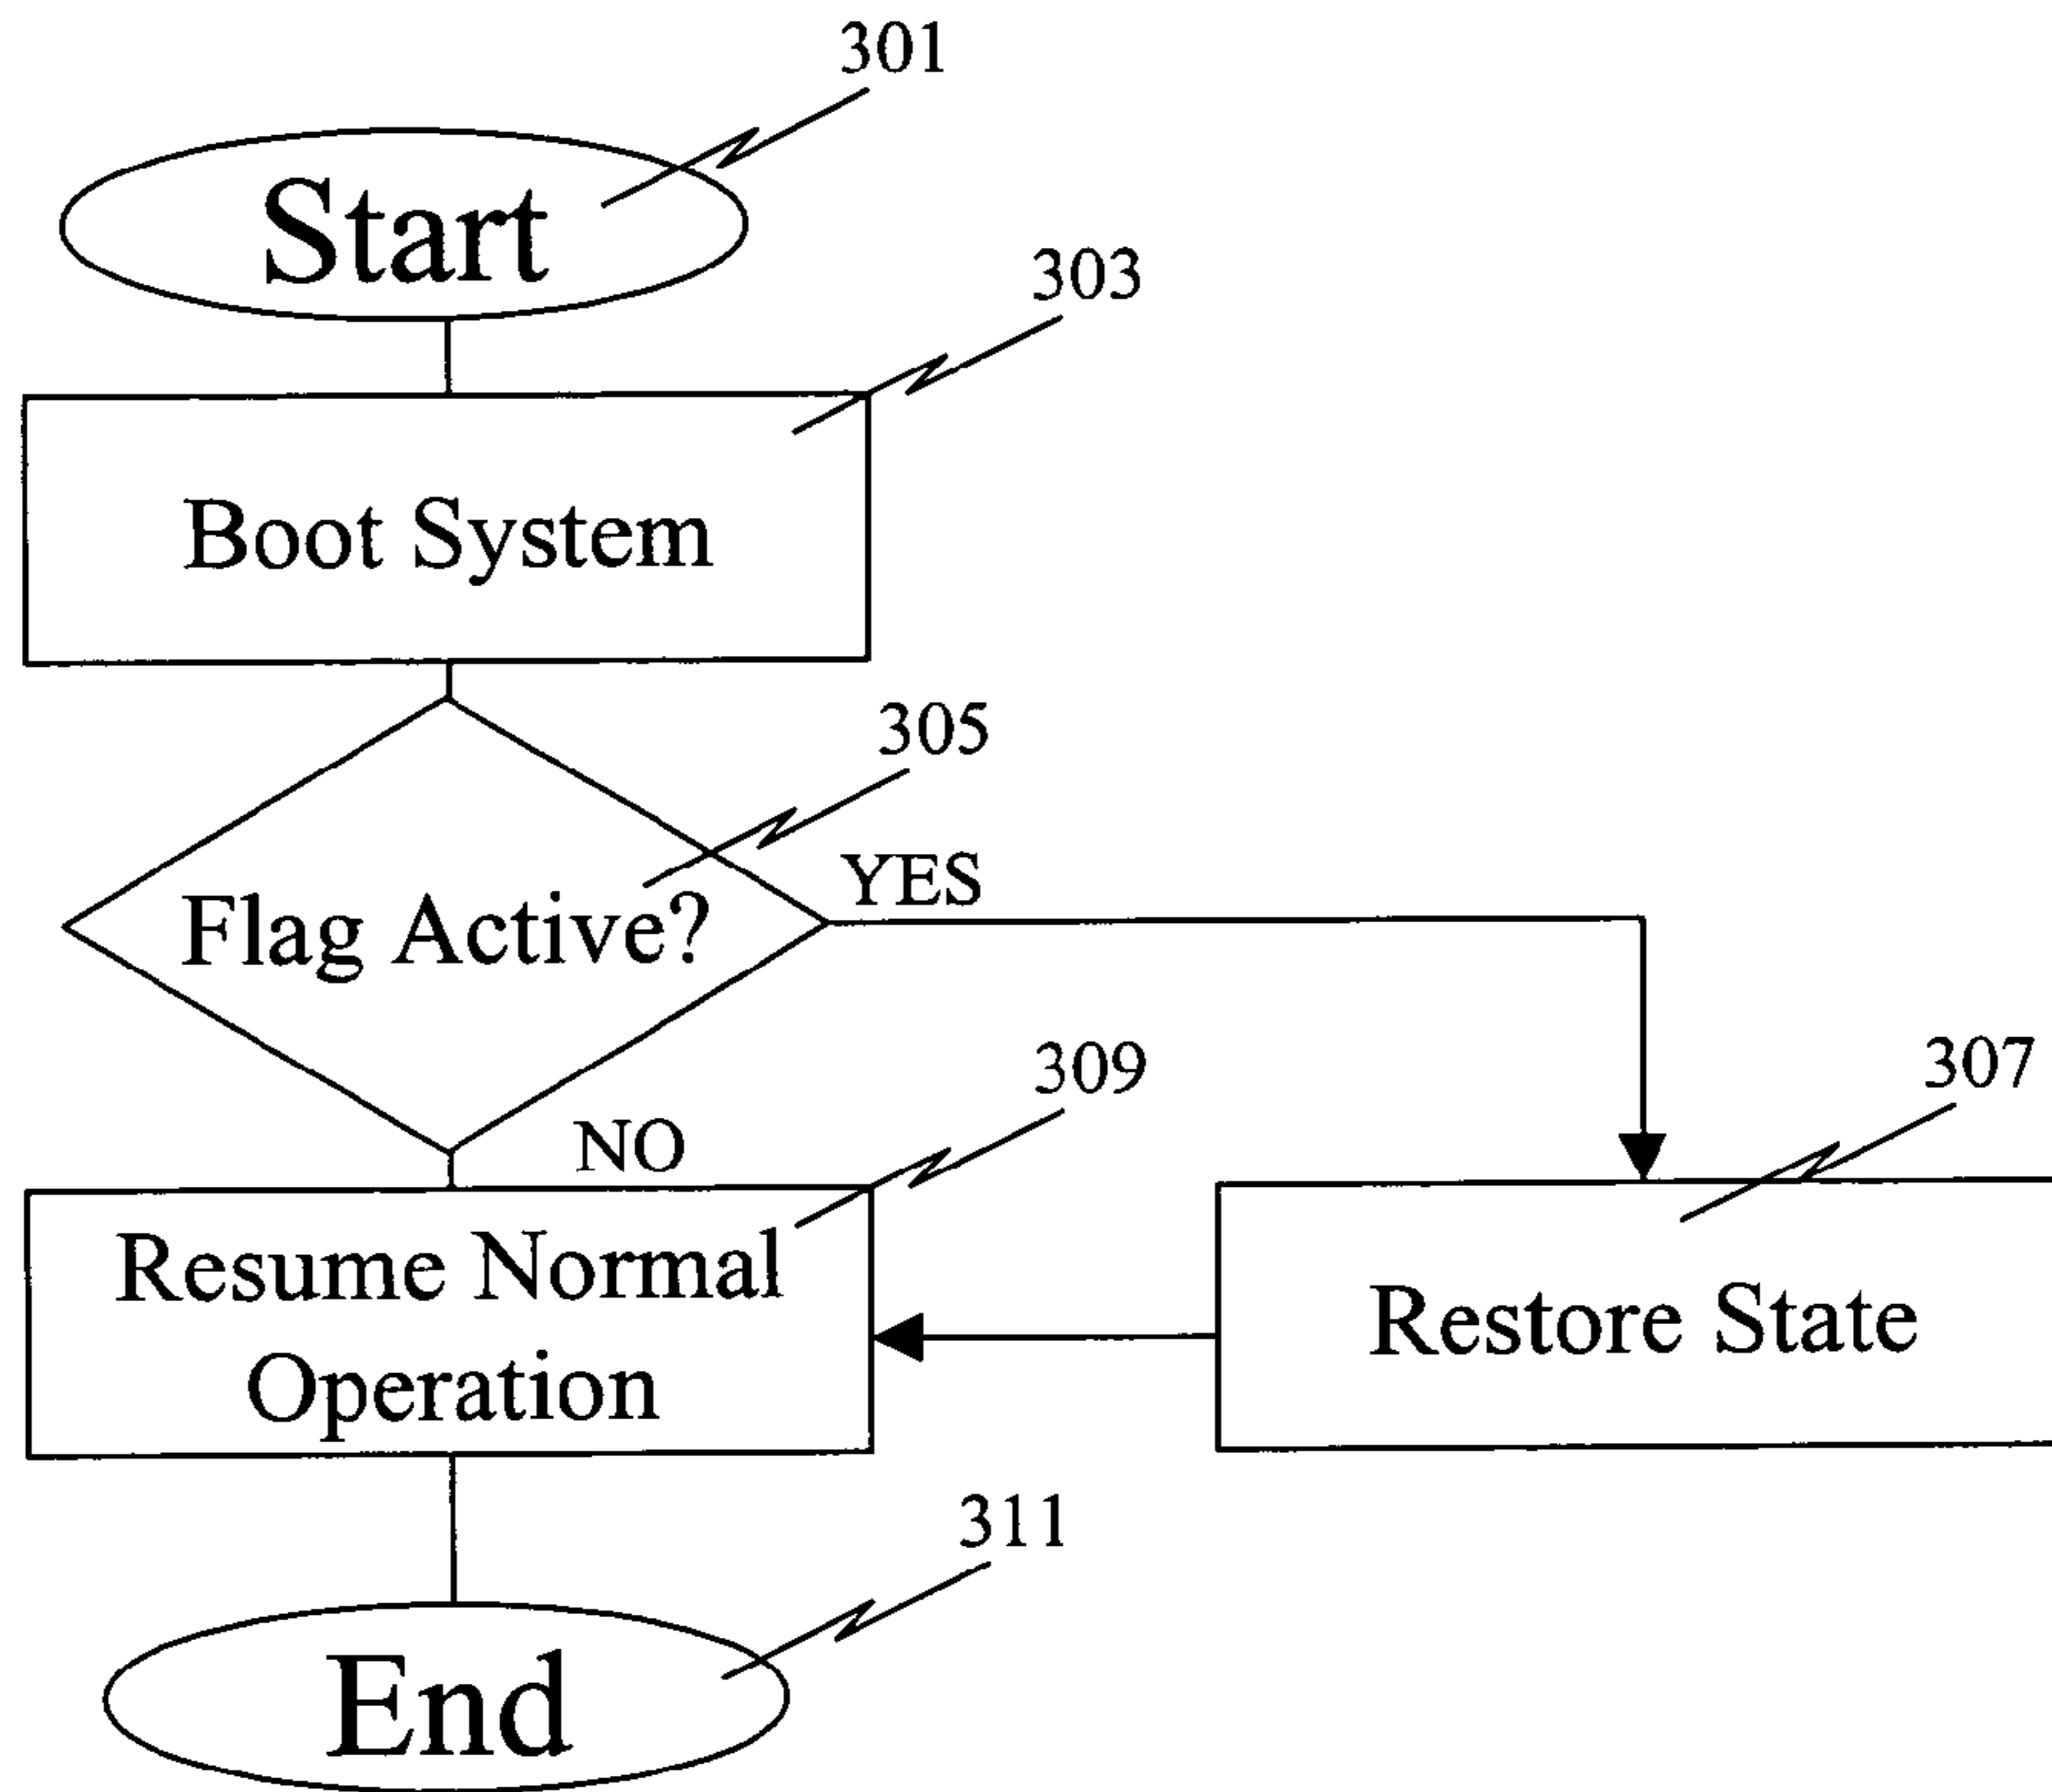 301
Start
303
Boot System
305
YES
Flag Active?
309
307
NO
Resume Normal
Operation
Restore State
311
End